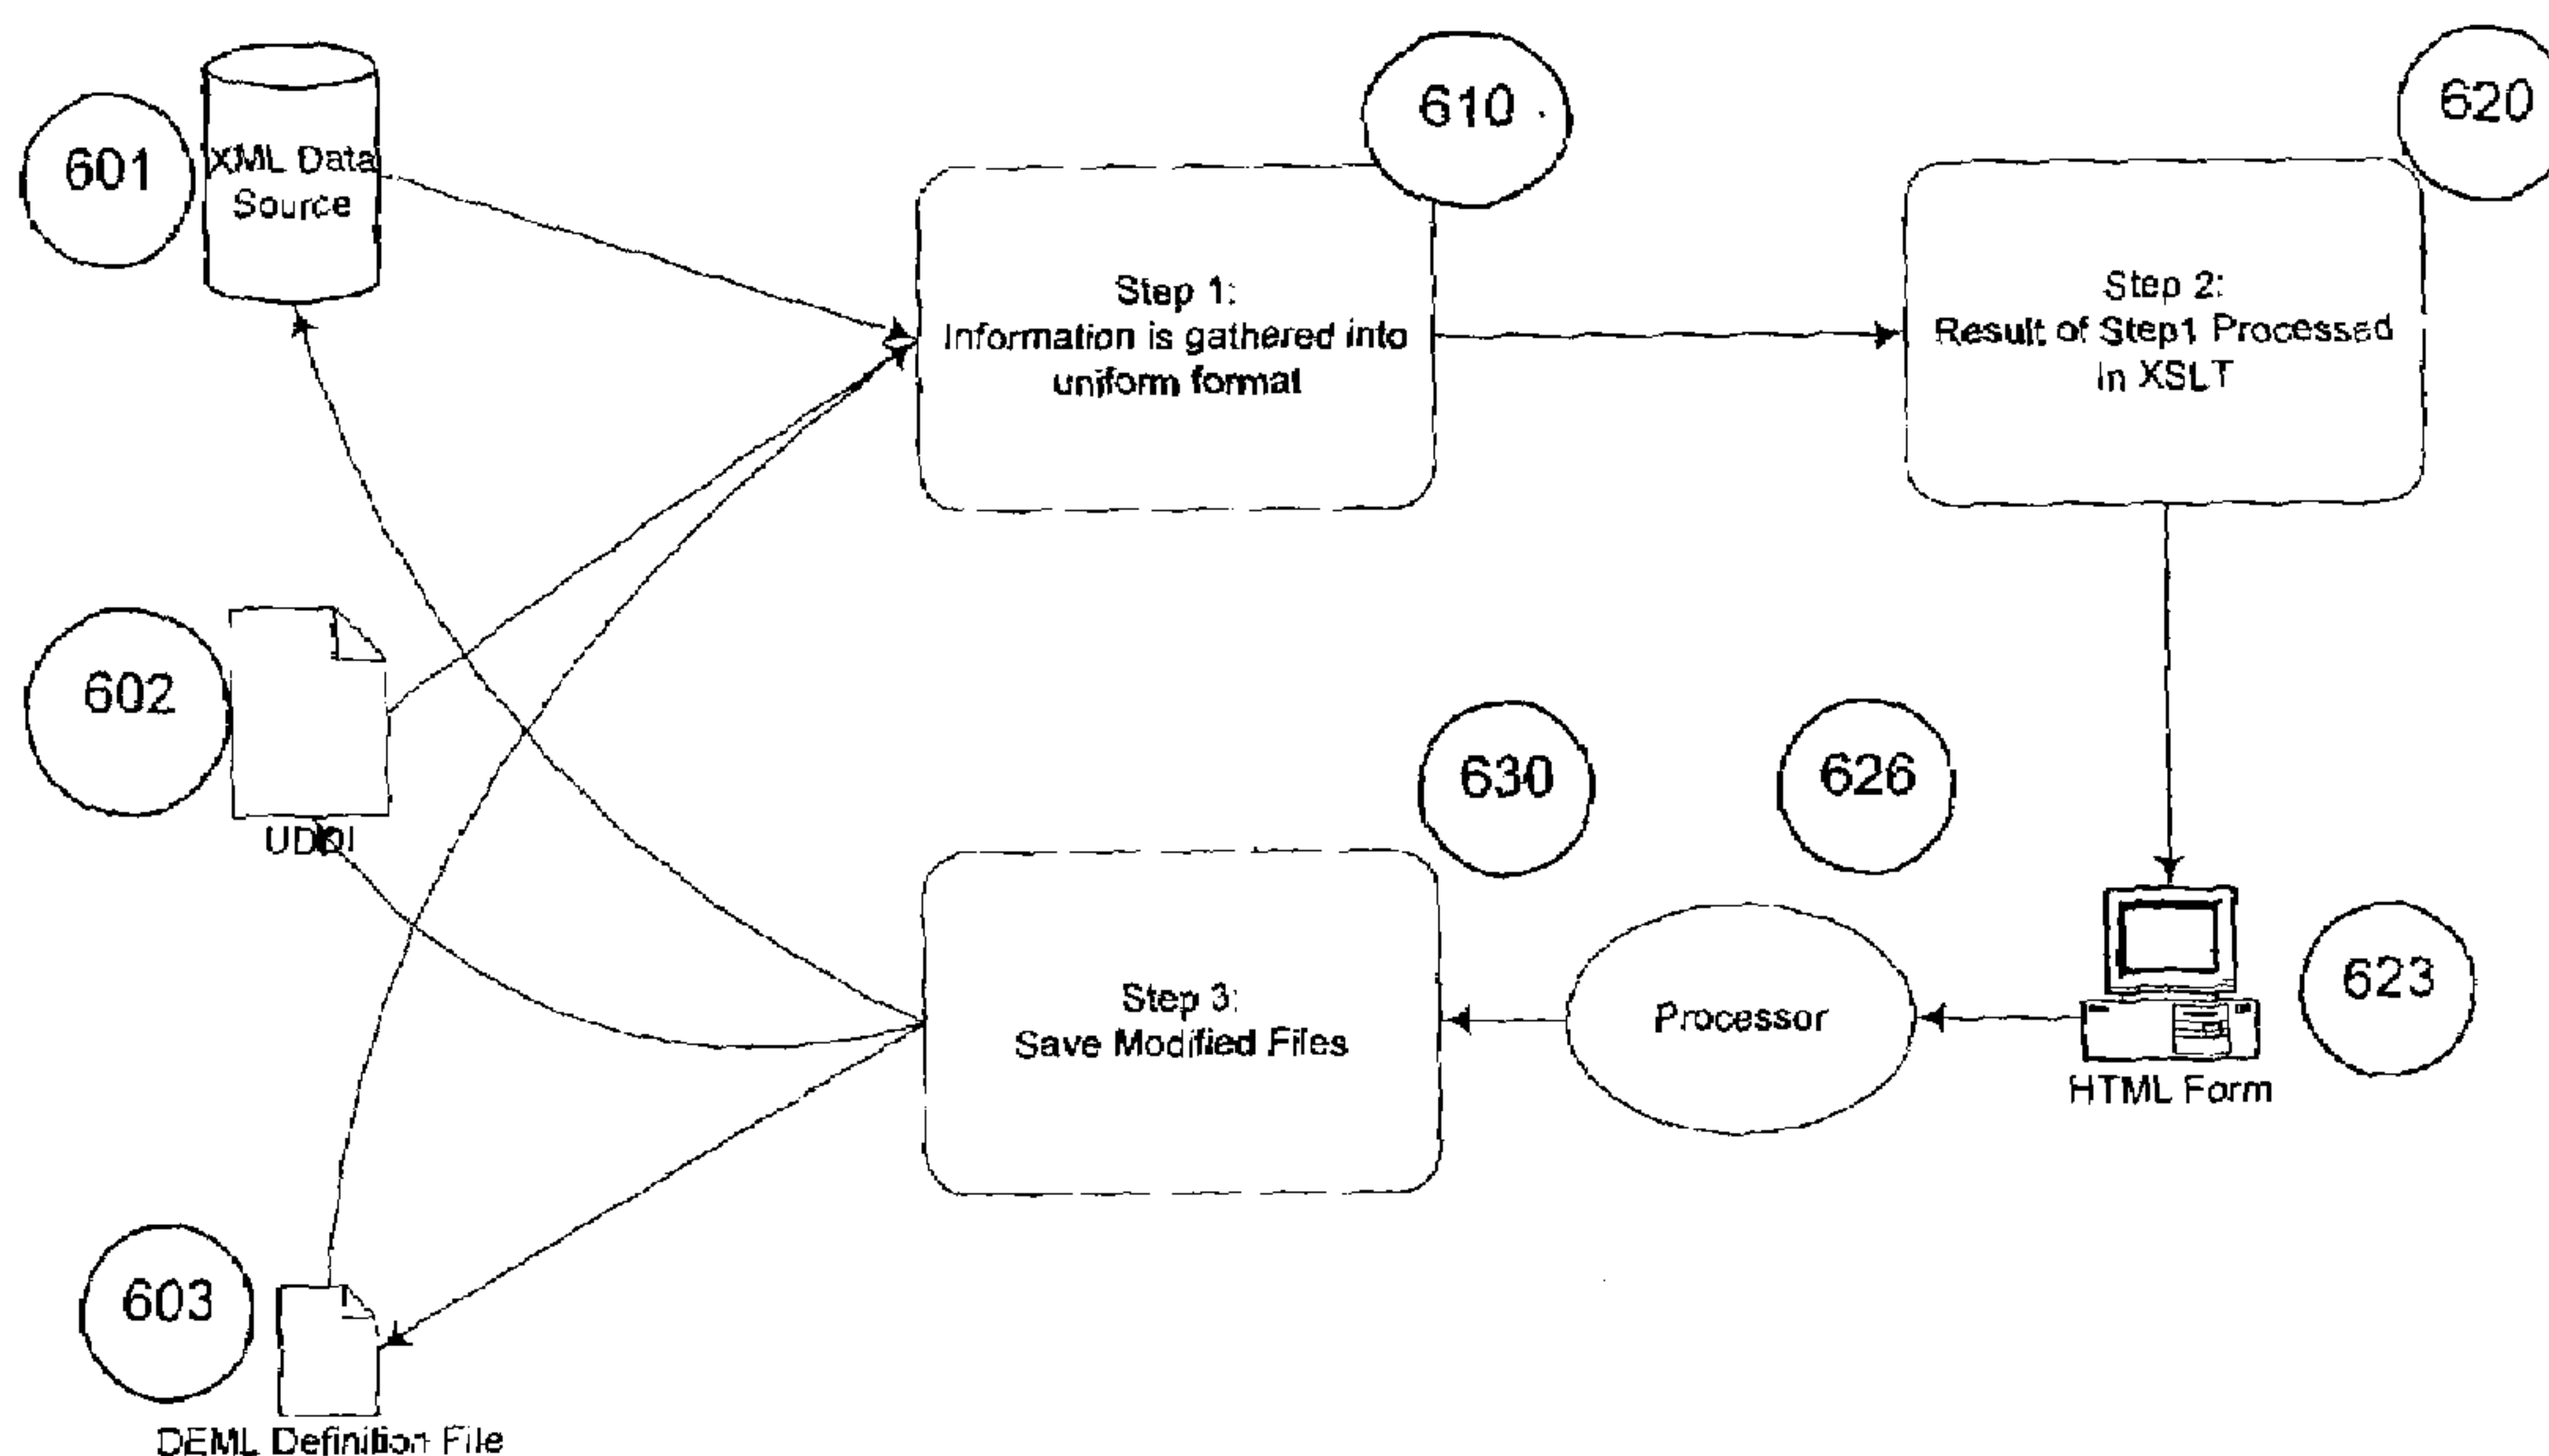 601
XML Data
Source
610
620
Step 1:
Information is gathered into
uniform format
Step 2:
Result of Step1 Processed
in XSLT
602
UDDI
630
626
Step 3:
Save Modified Files
Processor
623
HTML Form
603
DEML Definition File